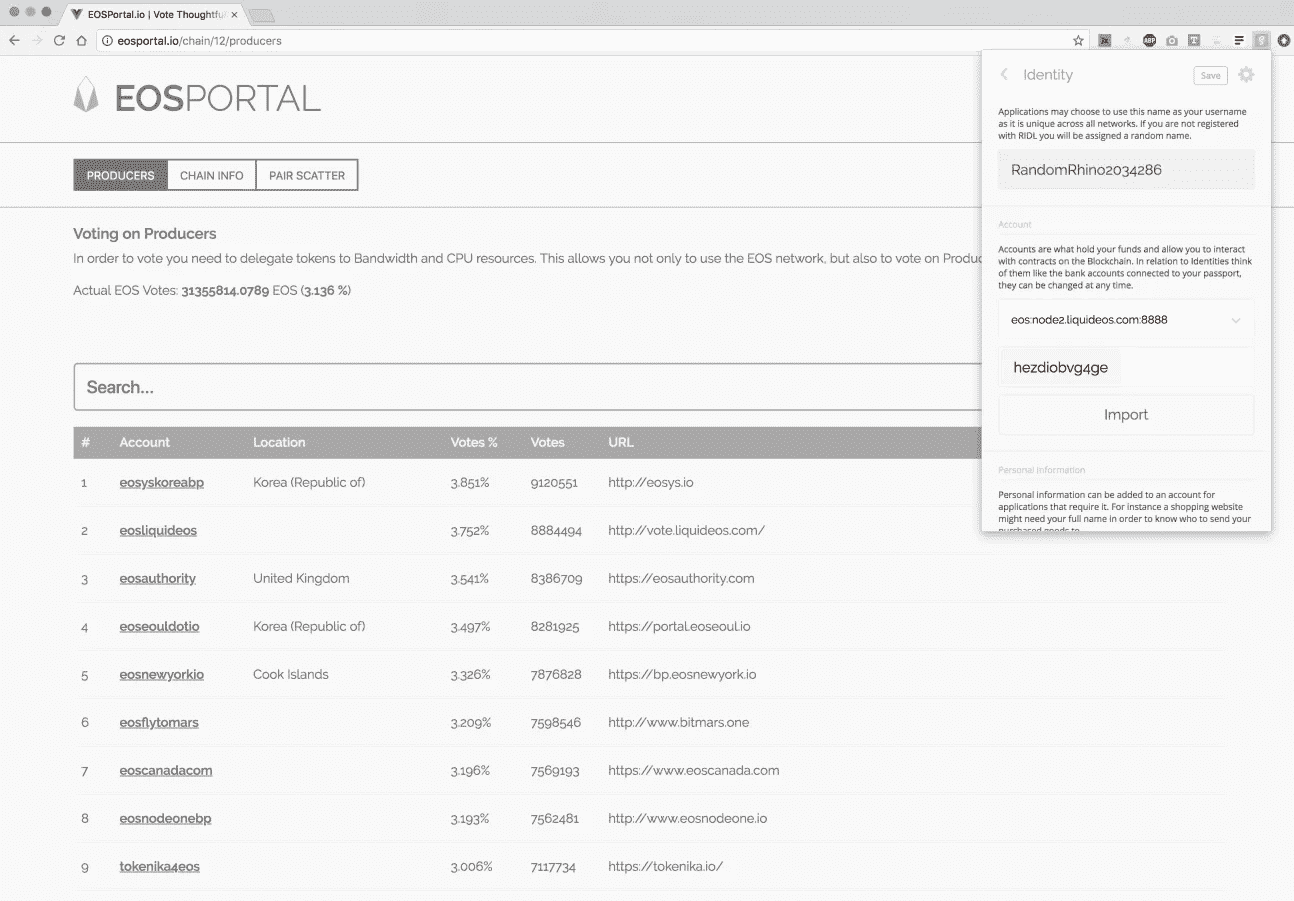 EOSPortal.io | Vote Thoughtfu
eosportal.io/chain/12/producers
ABP
EOSPORTAL
PRODUCERS
CHAIN INFO
PAIR SCATTER
Voting on Producers
In order to vote you need to delegate tokens to Bandwidth and CPU resources. This allows you not only to use the EOS network, but also to vote on Produc
Actual EOS Votes: 31355814.0789 EOS (3.136 %)
Search...
# Account Location Votes % Votes URL
1 eosyskoreabp Korea (Republic of) 3.851% 9120551 http://eosys.io
2 eosliquideos 3.752% 8884494 http://vote.liquideos.com/
3 eosauthority United Kingdom 3.541% 8386709 https://eosauthority.com
4 eoseouldotio Korea (Republic of) 3.497% 8281925 https://portal.eoseoul.io
5 eosnewyorkio Cook Islands 3.326% 7876828 https://bp.eosnewyork.io
6 eosflytomars 3.209% 7598546 http://www.bitmars.one
7 eoscanadacom 3.196% 7569193 https://www.eoscanada.com
8 eosnodeonebp 3.193% 7562481 http://www.eosnodeone.io
9 tokenika4eos 3.006% 7117734 https://tokenika.io/
Identity
Save
Applications may choose to use this name as your username
as it is unique across all networks. If you are not registered
with RIDL you will be assigned a random name.
RandomRhino2034286
Account
Accounts are what hold your funds and allow you to interact
with contracts on the Blockchain. In relation to Identities think
of them like the bank accounts connected to your passport,
they can be changed at any time.
eos:node2.liquideos.com:8888
hezdiobvg4ge
Import
Personal Information
Personal information can be added to an account for
applications that require it. For instance a shopping website
might need your full name in order to know who to send your
purchased goods to